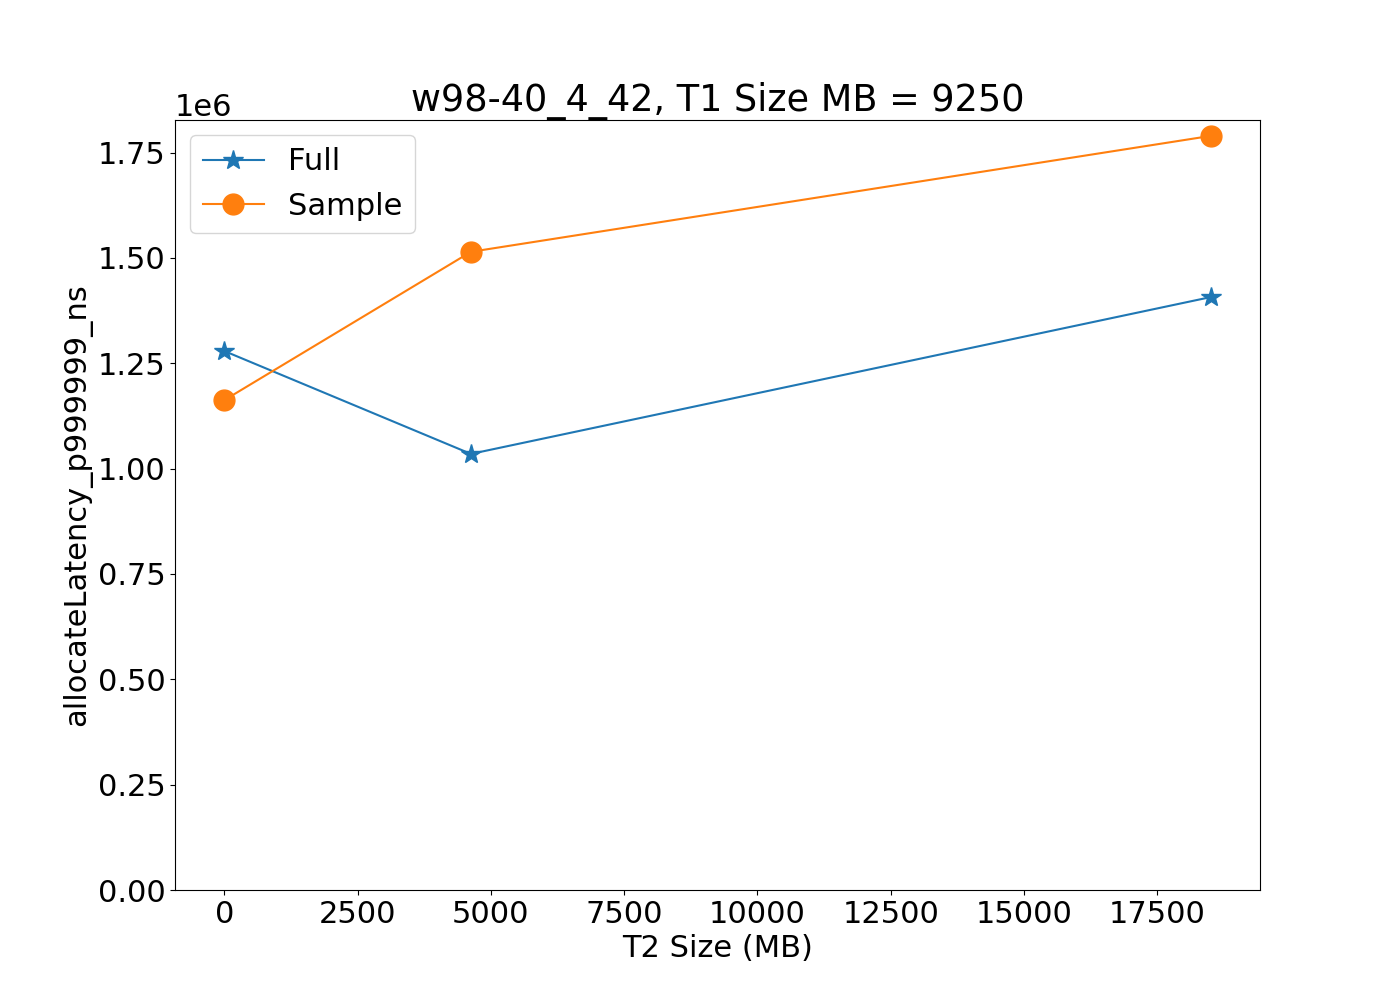 w98-40_4_42, T1 Size MB = 9250
1e6
Full
Sample
1.75
1.50
1.25
1.00
0.75
0.50
0.25
0.00
allocateLatency_p999999_ns
0 2500 5000 7500 10000 12500 15000 17500
T2 Size (MB)